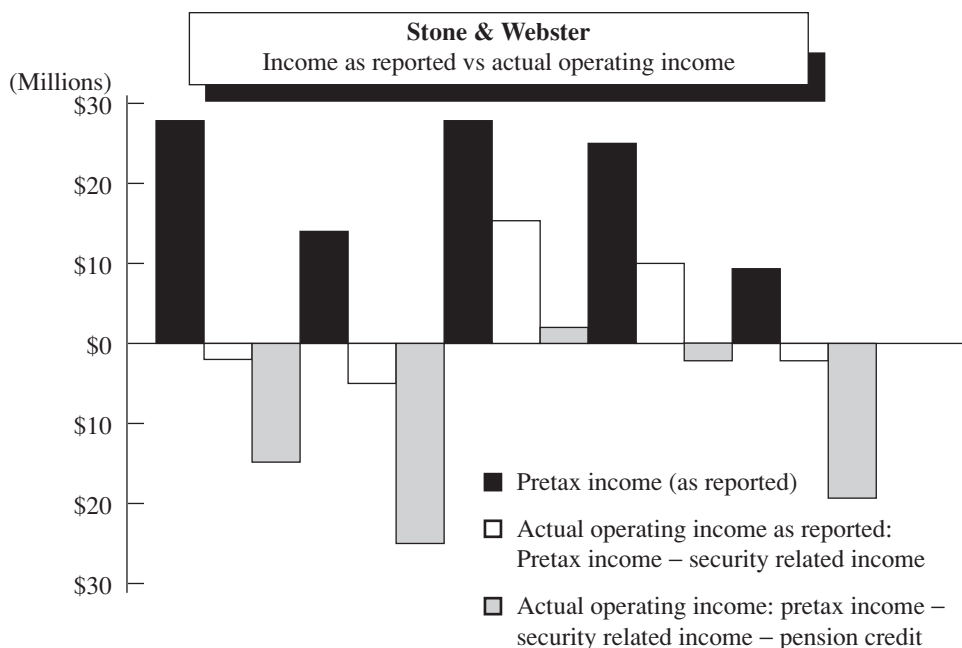 Stone & Webster
Income as reported vs actual operating income
(Millions)
$30
$20
$10
$0
$10
$20
$30
Pretax income (as reported)
Actual operating income as reported:
Pretax income – security related income
Actual operating income: pretax income –
security related income – pension credit